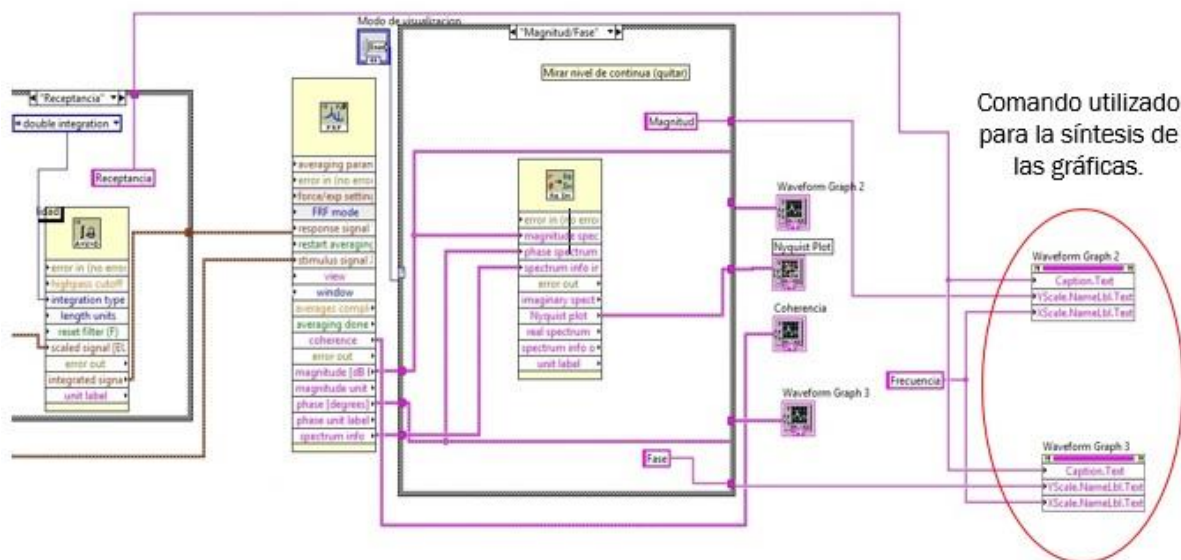 Modo de visualizacion
"Magnitud/Fase"
Mirar nivel de continua (quitar)
"Receptancia"
double integration
Receptancia
idad
error in (no erro
highpass cutoff
integration type
length units
reset filter (F)
scaled signal [EU
error out
integrated signa
unit label
FRF
averaging param
error in (no erro
force/exp setting
FRF mode
response signal
restart averaging
stimulus signal
view
window
averages compl
averaging done
coherence
error out
magnitude [dB
magnitude unit
phase [degrees]
phase unit label
spectrum info
Magnitud
error in (no erro
magnitude spec
phase spectrum
spectrum info in
error out
imaginary spect
Nyquist plot
real spectrum
spectrum info o
unit label
Fase
Waveform Graph 2
Nyquist Plot
Coherencia
Waveform Graph 3
Frecuencia
Comando utilizado
para la síntesis de
las gráficas.
Waveform Graph 2
Caption.Text
YScale.NameLbl.Text
XScale.NameLbl.Text
Waveform Graph 3
Caption.Text
YScale.NameLbl.Text
XScale.NameLbl.Text